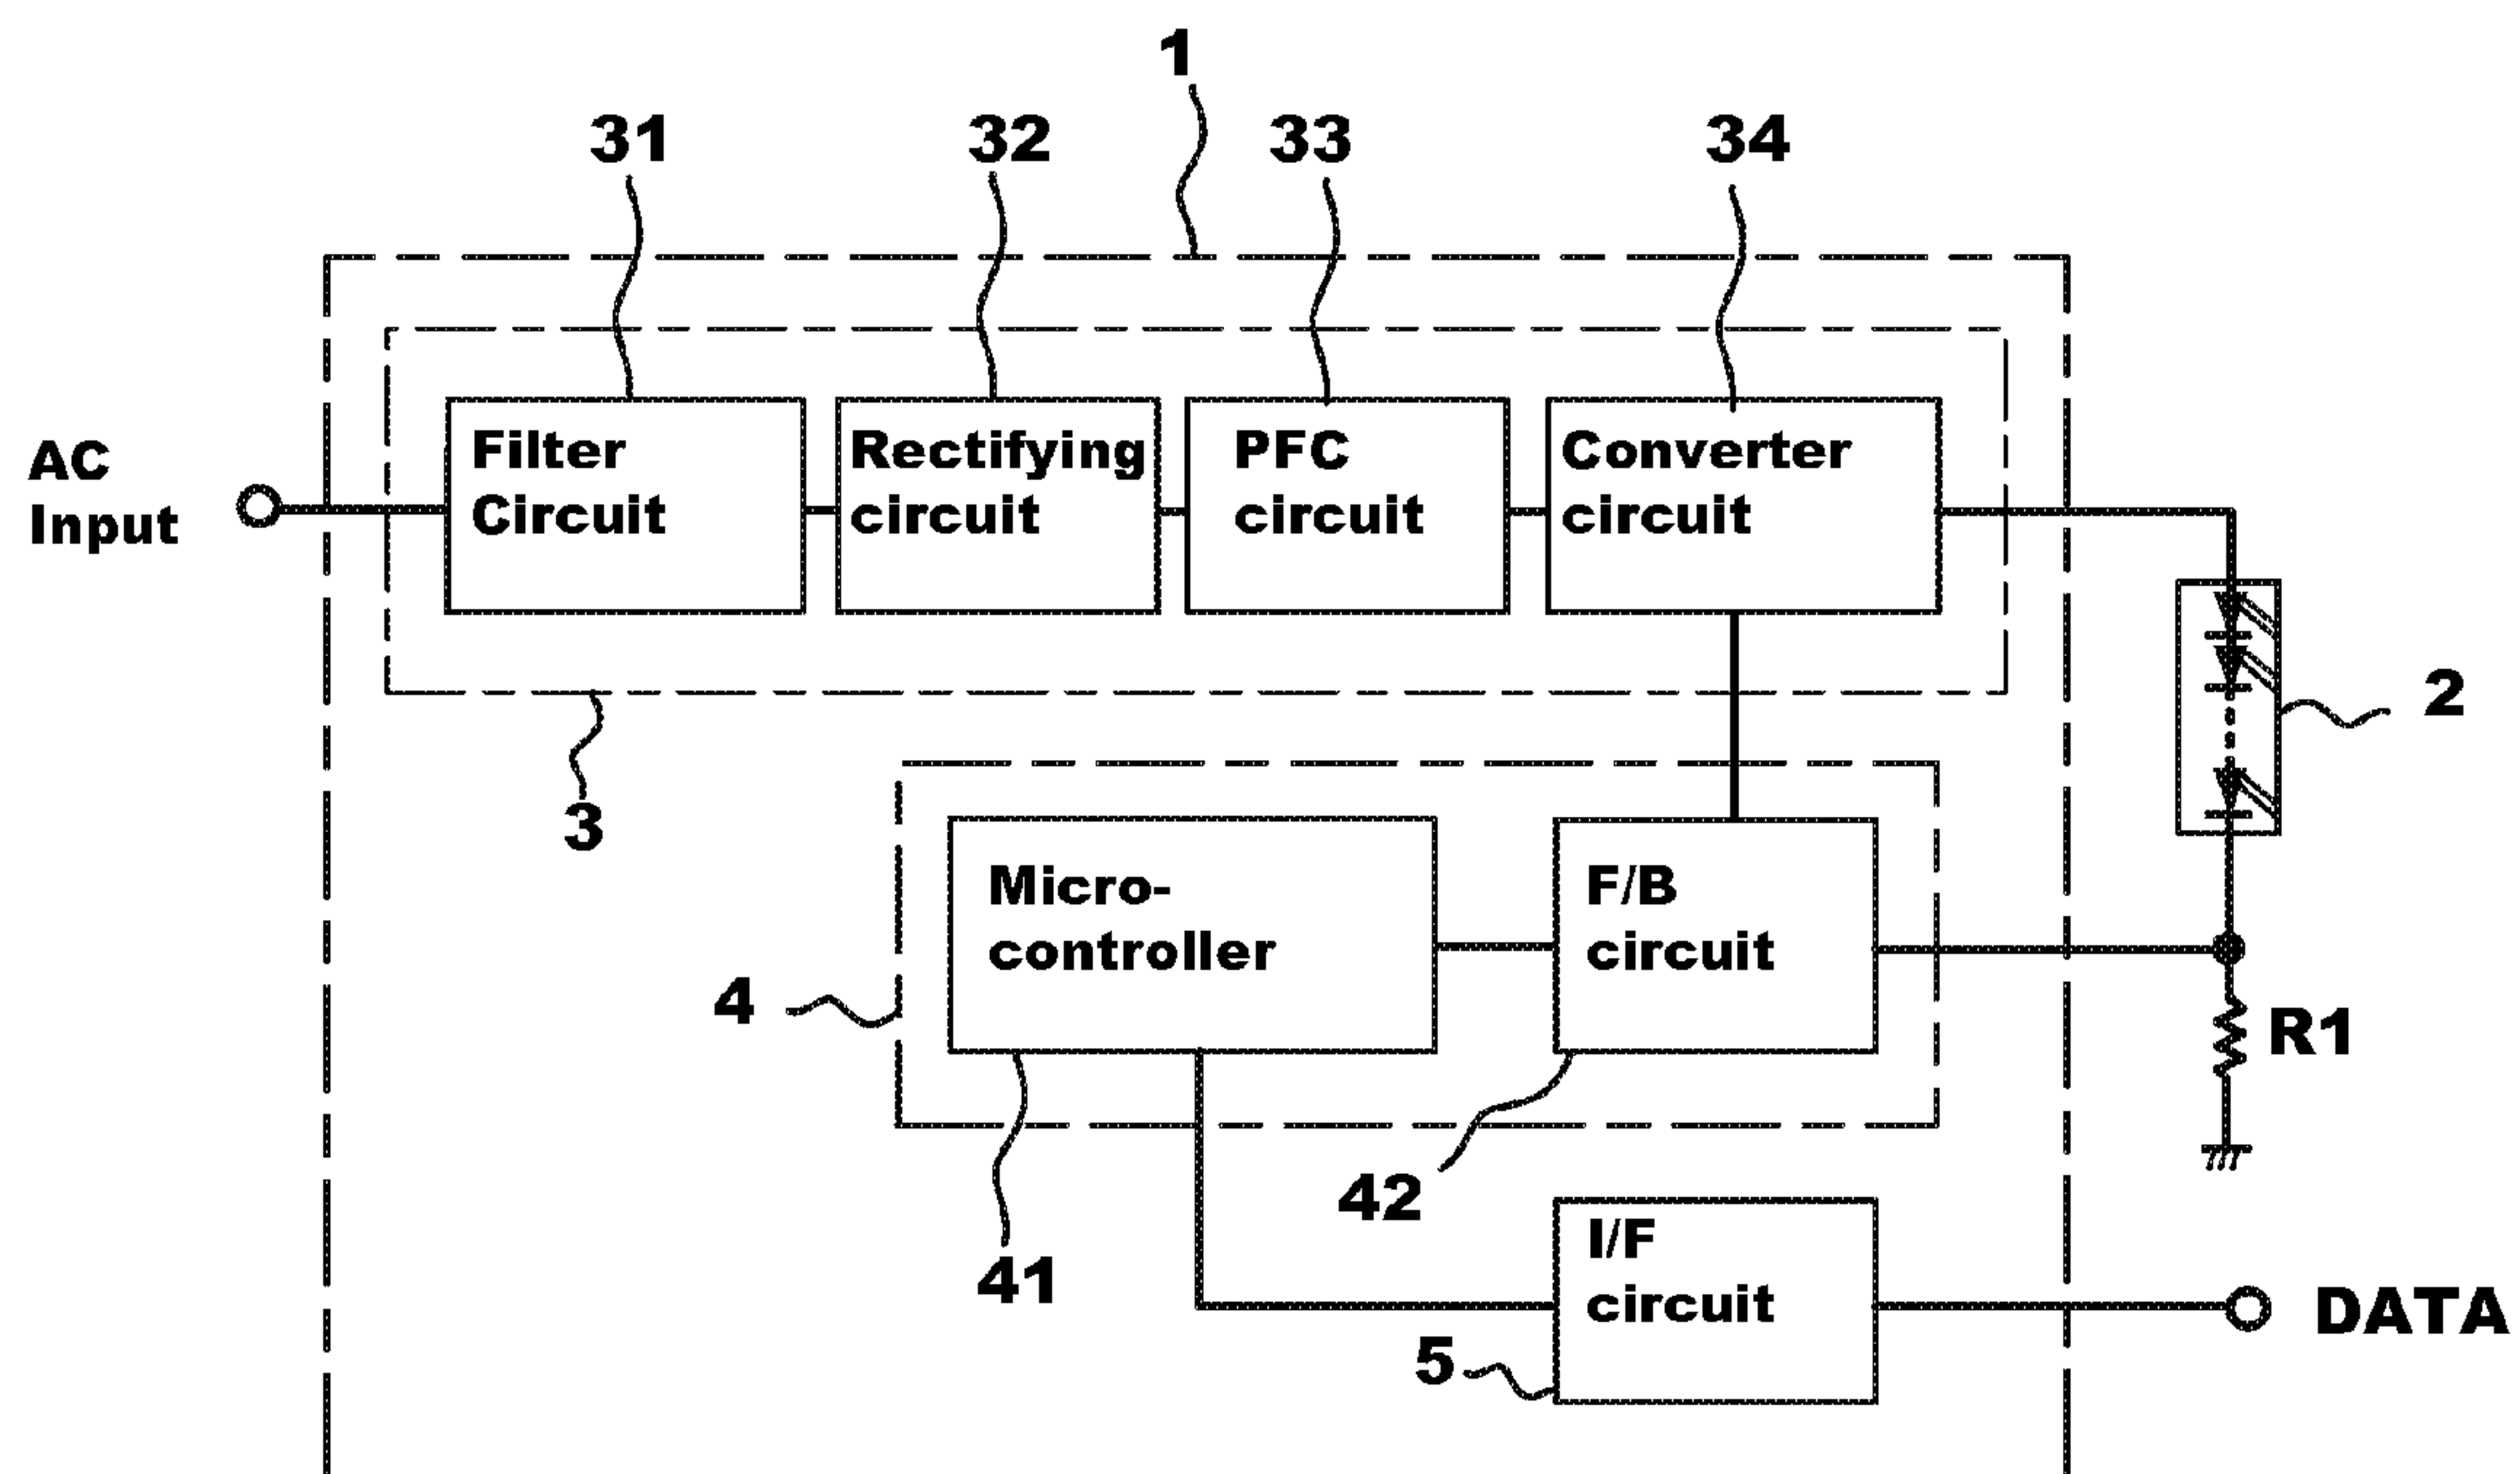 1
31
32
33
34
AC
Input
Filter
Circuit
Rectifying
circuit
PFC
circuit
Converter
circuit
2
3
Micro-
controller
F/B
circuit
4
R1
42
41
I/F
circuit
5
DATA